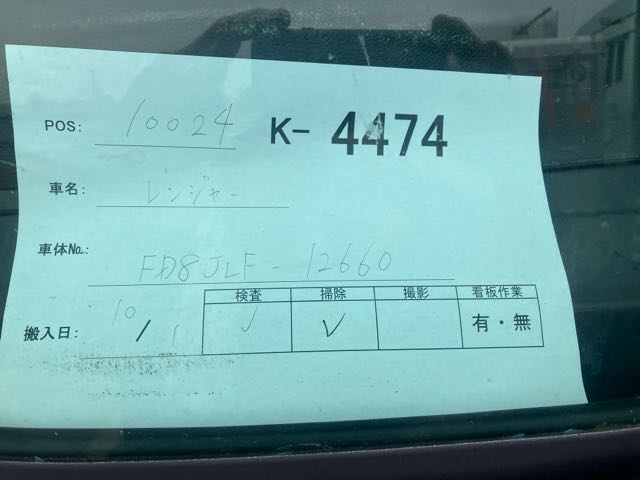 POS: 10024 K- 4474
車名: レンジャー
車体No.: FD8JLF-12660
搬入日: 10/1
検査 掃除 撮影 看板作業
✓ ✓ 有・無